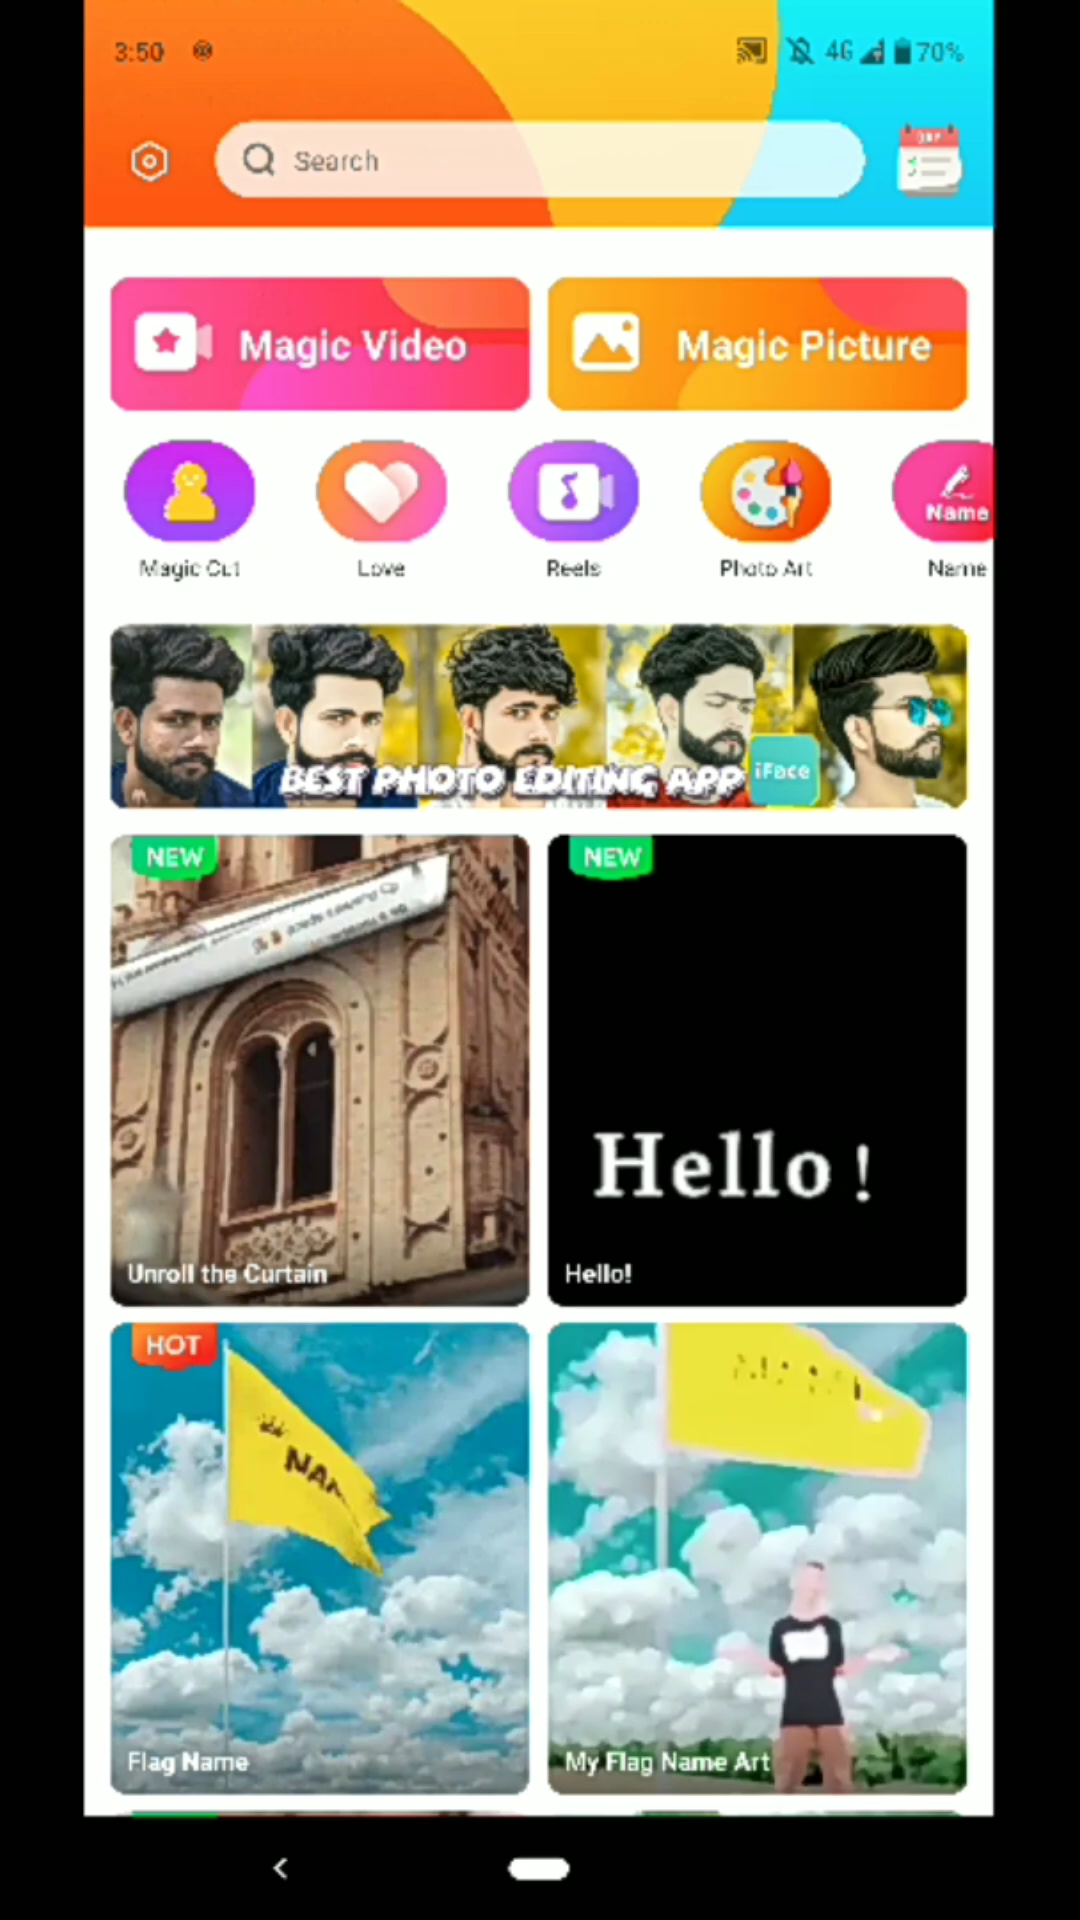 3:50
4G
70%
Search
Magic Video
Magic Picture
Name
Magic Cut
Love
Reels
Photo Art
Name
BEST PHOTO EDITING APP
iFace
NEW
NEW
Hello!
Unroll the Curtain
Hello!
HOT
Flag Name
My Flag Name Art